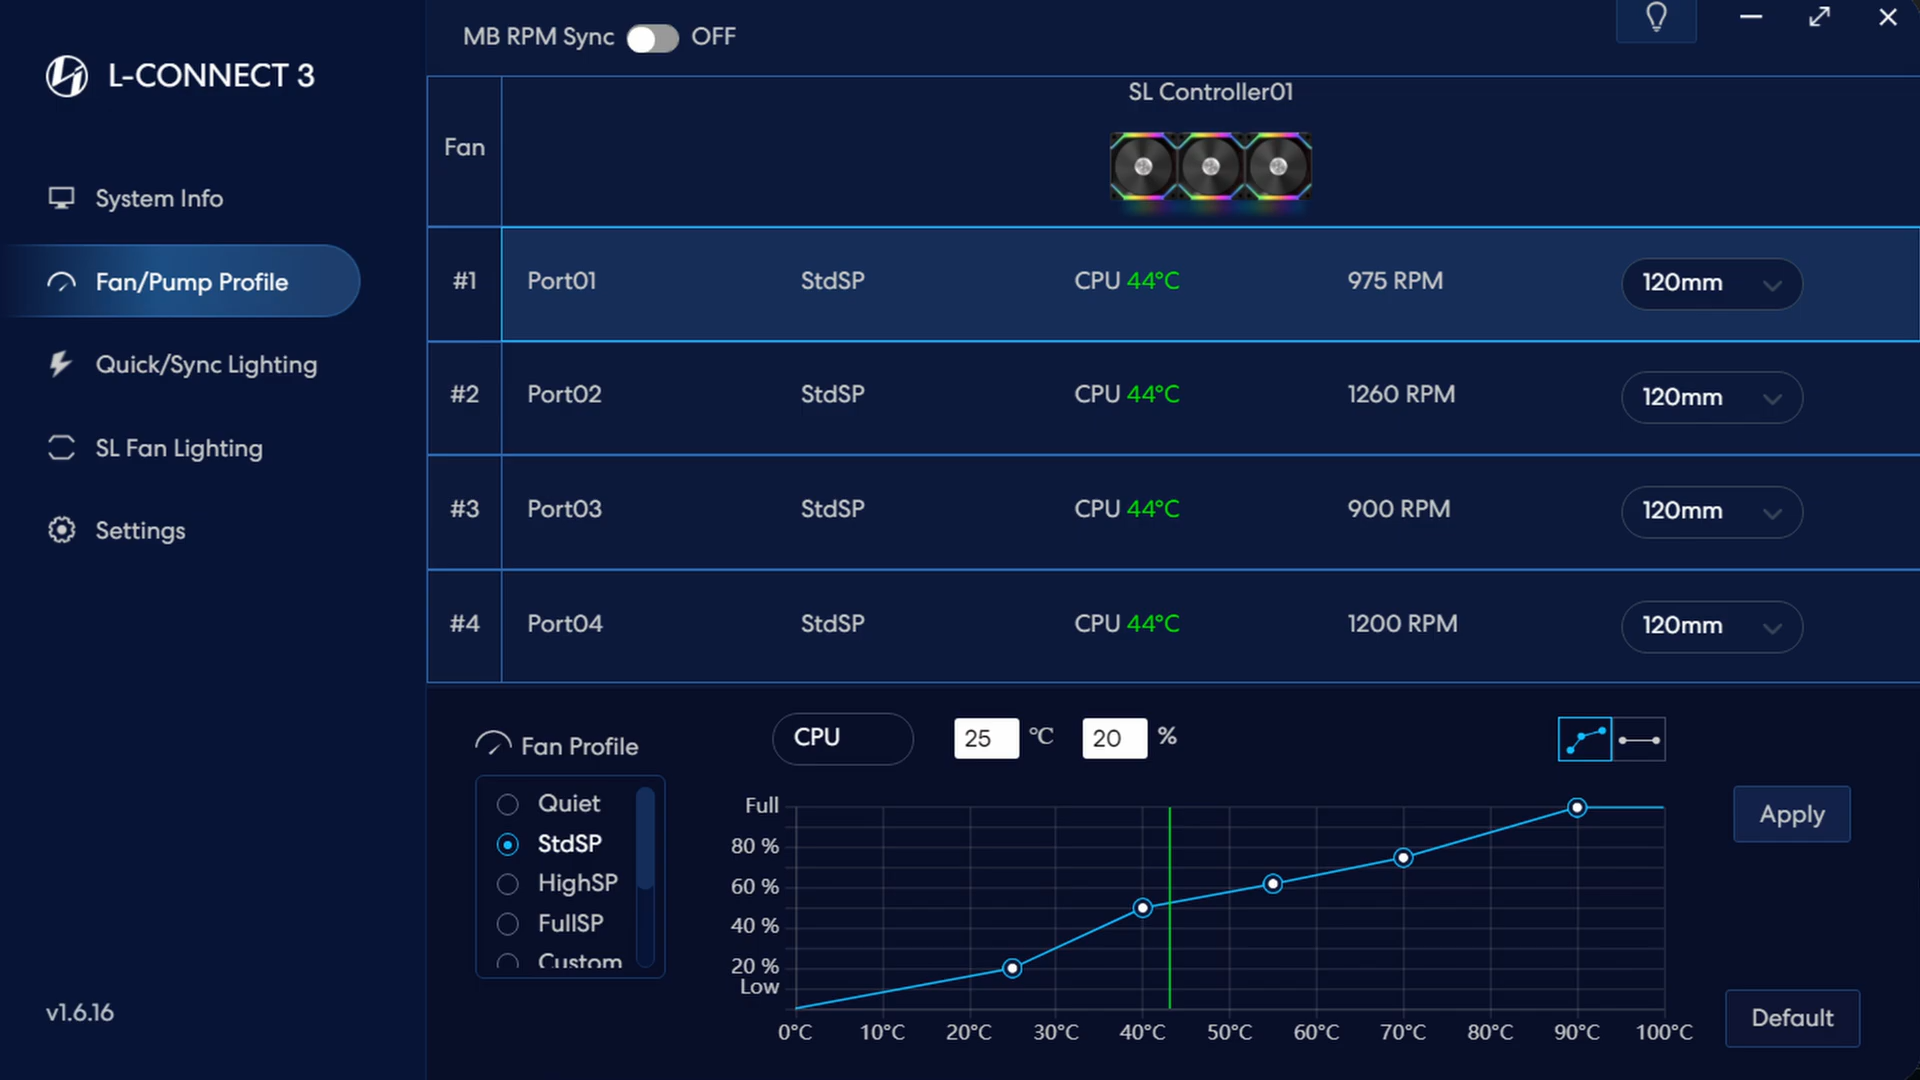 L-CONNECT 3
System Info
Fan/Pump Profile
Quick/Sync Lighting
SL Fan Lighting
Settings
v1.6.16
MB RPM Sync OFF
Fan
SL Controller01
#1 Port01 StdSP CPU 44°C 975 RPM 120mm
#2 Port02 StdSP CPU 44°C 1260 RPM 120mm
#3 Port03 StdSP CPU 44°C 900 RPM 120mm
#4 Port04 StdSP CPU 44°C 1200 RPM 120mm
Fan Profile
Quiet
StdSP
HighSP
FullSP
Custom
CPU 25 °C 20 %
Full
80 %
60 %
40 %
20 %
Low
0°C 10°C 20°C 30°C 40°C 50°C 60°C 70°C 80°C 90°C 100°C
Apply
Default